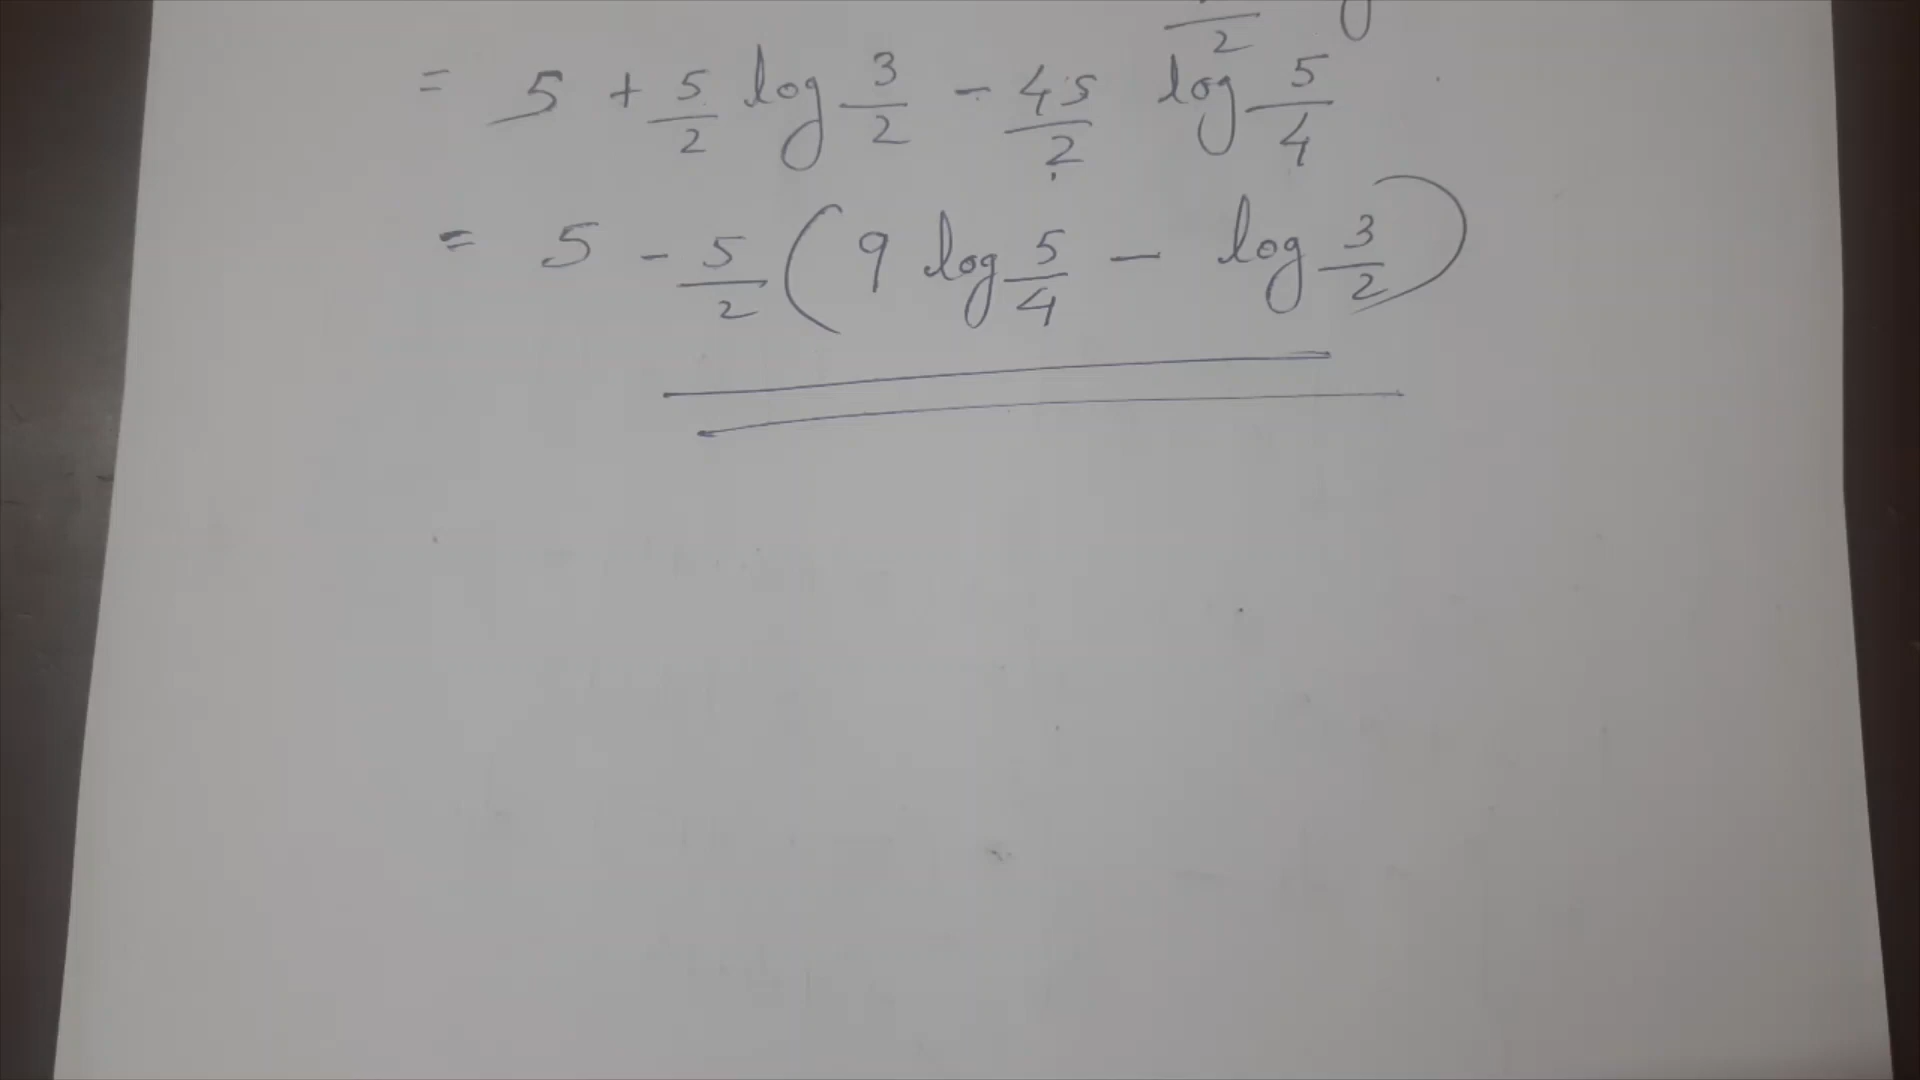 2
= 5 + 5/2 log 3/2 - 45/2 log 5/4
= 5 - 5/2 ( 9 log 5/4 - log 3/2 )